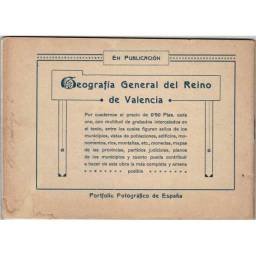 En Publicación
Geografía General del Reino
de Valencia
Por cuadernos al precio de 0'50 Ptas. cada
uno, con multitud de grabados intercalados en
el texto, entre los cuales figuran sellos de los
municipios, vistas de poblaciones, edificios, mo-
numentos, ríos, montañas, etc., monedas, mapas
de las provincias, partidos judiciales, planos
de los municipios y cuanto pueda contribuir
a hacer de esta obra la más completa y amena
posible
Portfolio Fotográfico de España